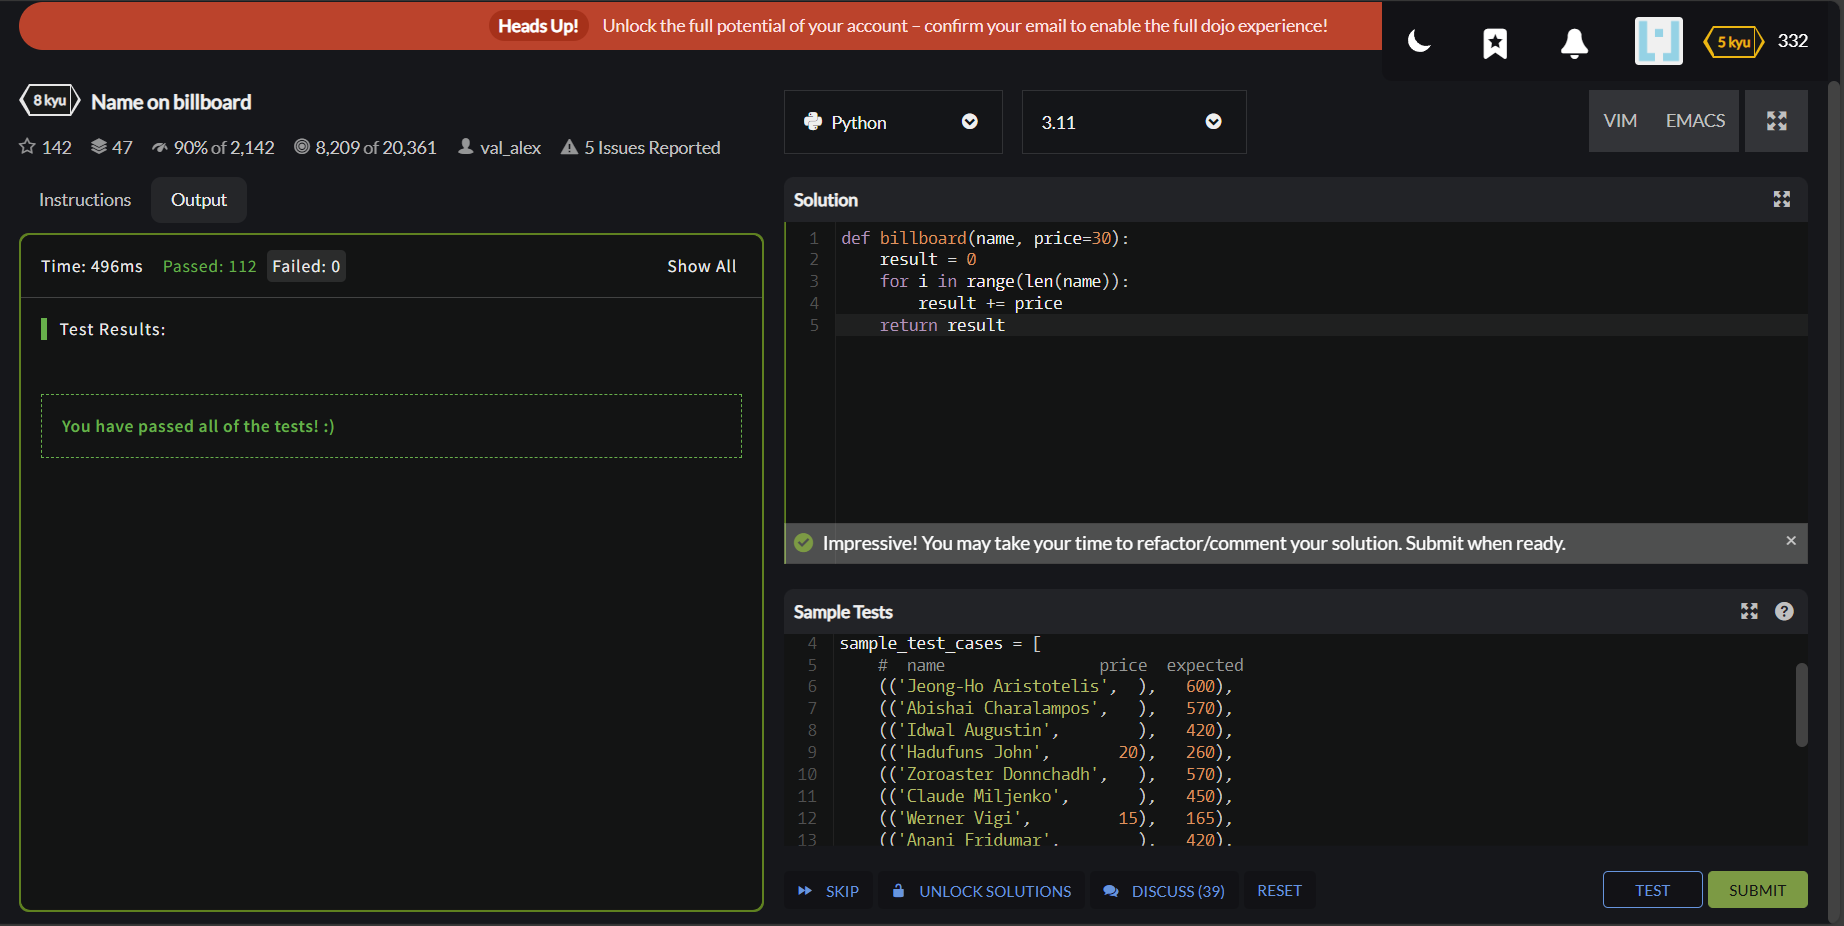 Heads Up! Unlock the full potential of your account – confirm your email to enable the full dojo experience!
5 kyu 332
8 kyu Name on billboard
142 47 90% of 2,142 8,209 of 20,361 val_alex 5 Issues Reported
Instructions Output
Time: 496ms Passed: 112 Failed: 0 Show All
Test Results:
You have passed all of the tests! :)
Python 3.11 VIM EMACS
Solution
1 def billboard(name, price=30):
2     result = 0
3     for i in range(len(name)):
4         result += price
5     return result
Impressive! You may take your time to refactor/comment your solution. Submit when ready. ×
Sample Tests ?
4 sample_test_cases = [
5     #  name                price  expected
6     (('Jeong-Ho Aristotelis',  ),   600),
7     (('Abishai Charalampos',   ),   570),
8     (('Idwal Augustin',        ),   420),
9     (('Hadufuns John',       20),   260),
10     (('Zoroaster Donnchadh',   ),   570),
11     (('Claude Miljenko',       ),   450),
12     (('Werner Vigi',         15),   165),
13     (('Anani Fridumar',        ),   420),
SKIP UNLOCK SOLUTIONS DISCUSS (39) RESET TEST SUBMIT